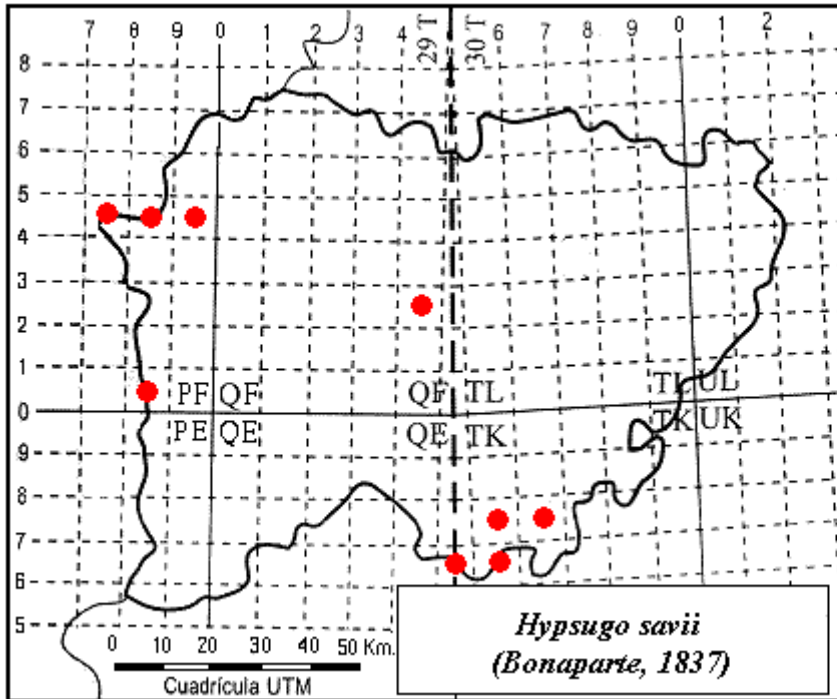 7 8 9 0 1 2 3 4 29 T 30 T 6 7 8 9 0 1 2
8
7
6
5
4
3
2
1
PF QF QF TL TL UL
0
PE QE QE TK TK UK
9
8
7
6
5
0 10 20 30 40 50 Km.
Cuadrícula UTM
Hypsugo savii
(Bonaparte, 1837)